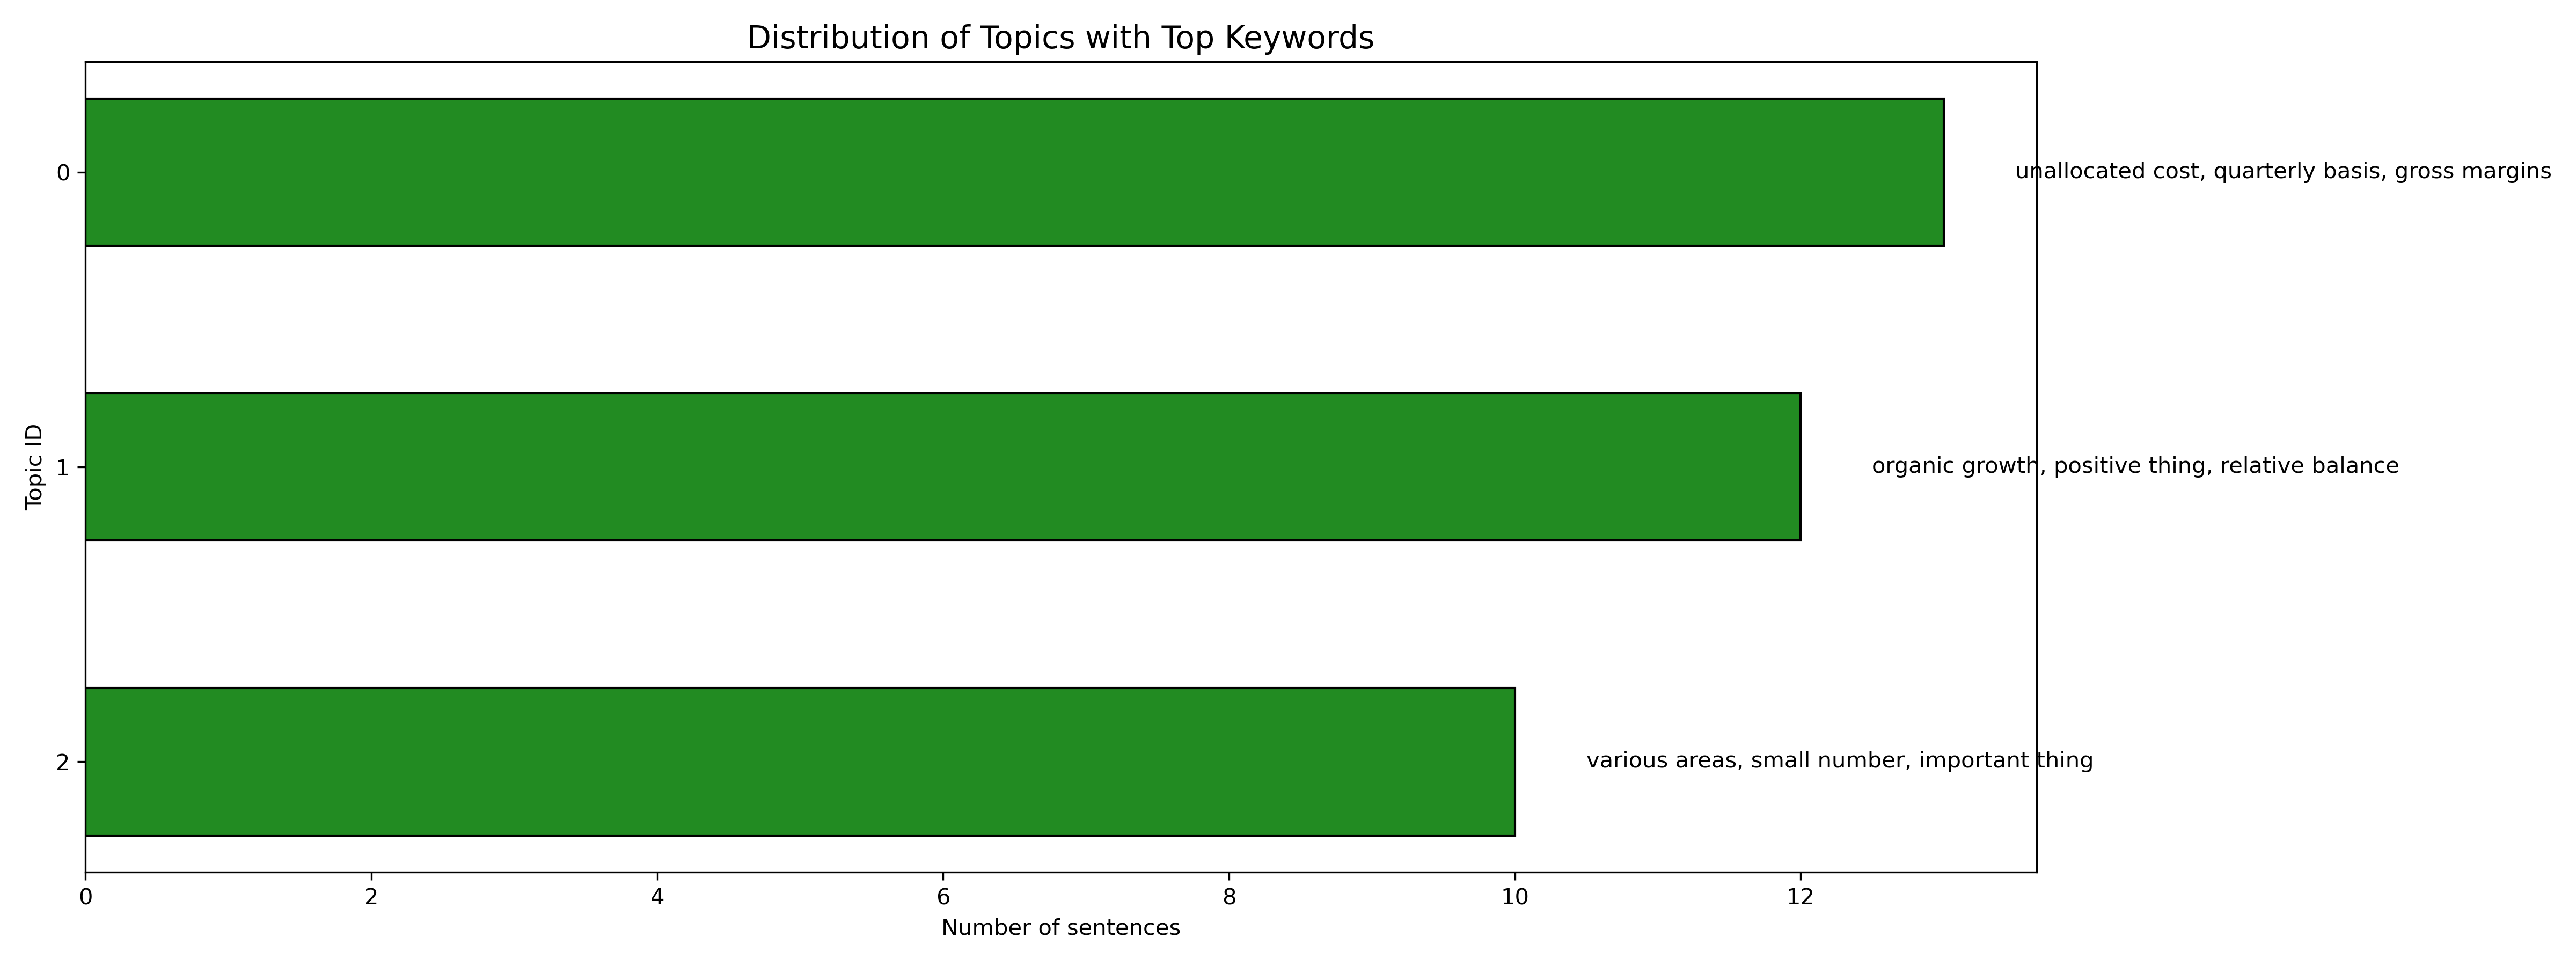 Distribution of Topics with Top Keywords
0
unallocated cost, quarterly basis, gross margins
Topic ID
1
organic growth, positive thing, relative balance
2
various areas, small number, important thing
0 2 4 6 8 10 12
Number of sentences